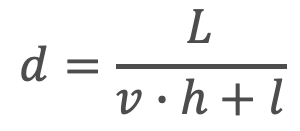 d = L / (v · h + l)